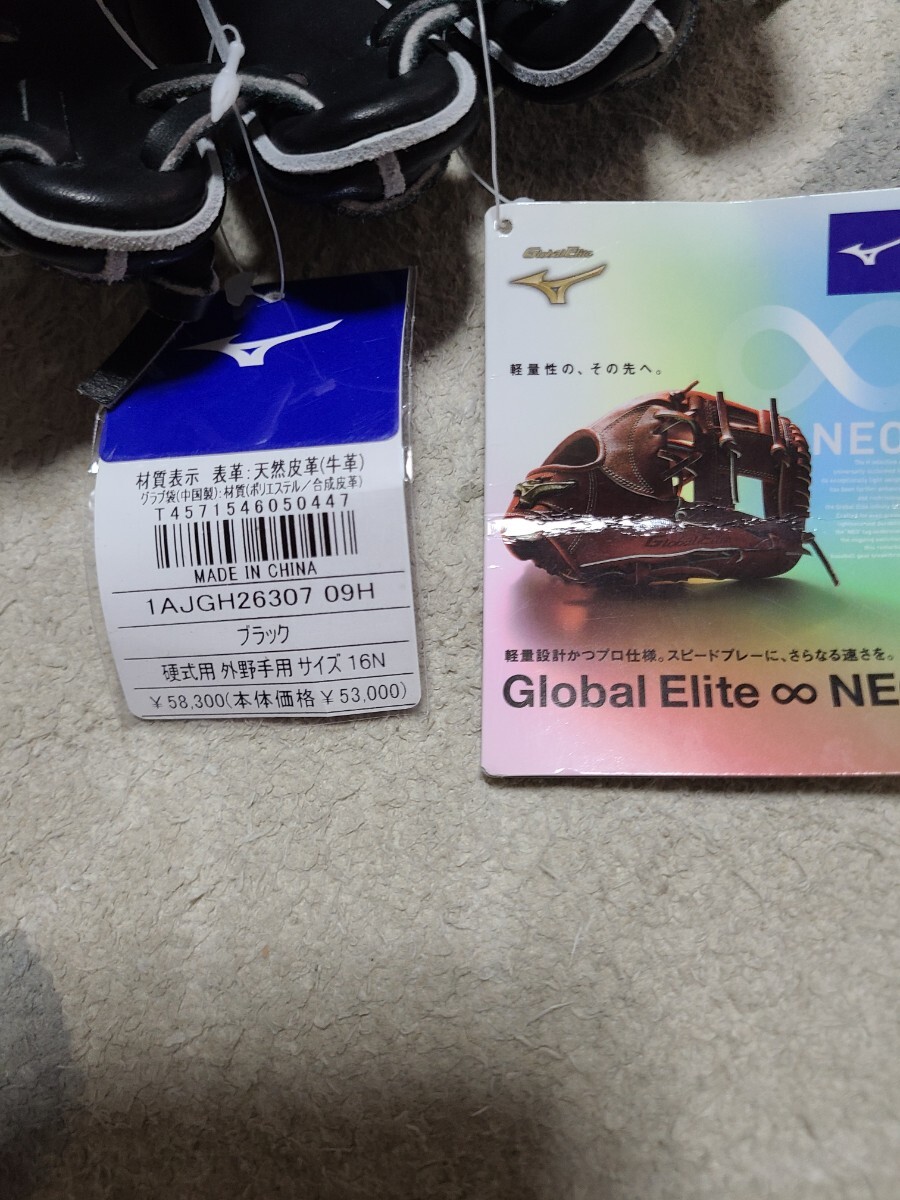 材質表示 表革:天然皮革(牛革)
グラブ袋(中国製):材質(ポリエステル/合成皮革)
T4571546050447
MADE IN CHINA
1AJGH26307 09H
ブラック
硬式用 外野手用 サイズ 16N
¥58,300(本体価格¥53,000)
Global Elite
軽量性の、その先へ。
NEO
Global Elite
軽量設計かつプロ仕様。スピードプレーに、さらなる速さを。
Global Elite ∞ NE